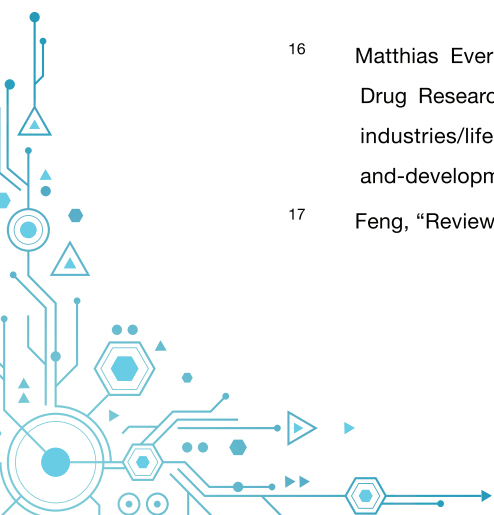 16 Matthias Ever
Drug Researc
industries/life
and-developm
17 Feng, “Review